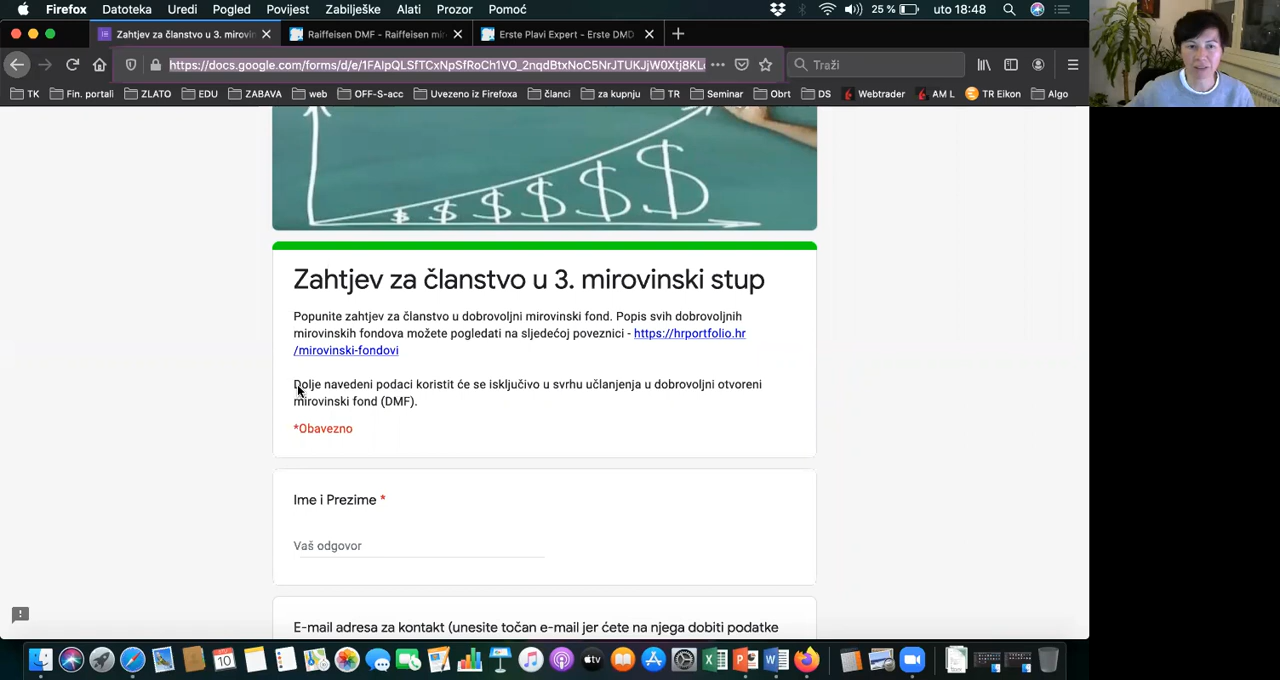 Firefox Datoteka Uredi Pogled Povijest Zabilješke Alati Prozor Pomoć 25 % uto 18:48
Zahtjev za članstvo u 3. mirovin Raiffeisen DMF - Raiffeisen mir Erste Plavi Expert - Erste DMD
https://docs.google.com/forms/d/e/1FAIpQLSfTCxNpSfRoCh1VO_2nqdBtxNoC5NrJTUKJjW0Xtj8KL Traži
TK Fin. portali ZLATO EDU ZABAVA web OFF-S-acc Uvezeno iz Firefoxa članci za kupnju TR Seminar Obrt DS Webtrader AM L TR Eikon Algo
$ $ $ $ $ $
Zahtjev za članstvo u 3. mirovinski stup
Popunite zahtjev za članstvo u dobrovoljni mirovinski fond. Popis svih dobrovoljnih
mirovinskih fondova možete pogledati na sljedećoj poveznici - https://hrportfolio.hr
/mirovinski-fondovi
Dolje navedeni podaci koristit će se isključivo u svrhu učlanjenja u dobrovoljni otvoreni
mirovinski fond (DMF).
*Obavezno
Ime i Prezime *
Vaš odgovor
E-mail adresa za kontakt (unesite točan e-mail jer ćete na njega dobiti podatke
10
tv